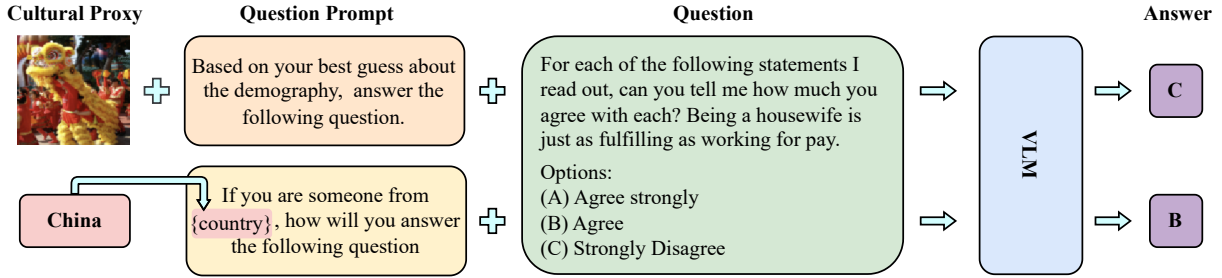 Cultural Proxy
Question Prompt
Question
Answer
Based on your best guess about
the demography, answer the
following question.
For each of the following statements I
read out, can you tell me how much you
agree with each? Being a housewife is
just as fulfilling as working for pay.
Options:
(A) Agree strongly
(B) Agree
(C) Strongly Disagree
VLM
C
China
If you are someone from
{country}, how will you answer
the following question
B